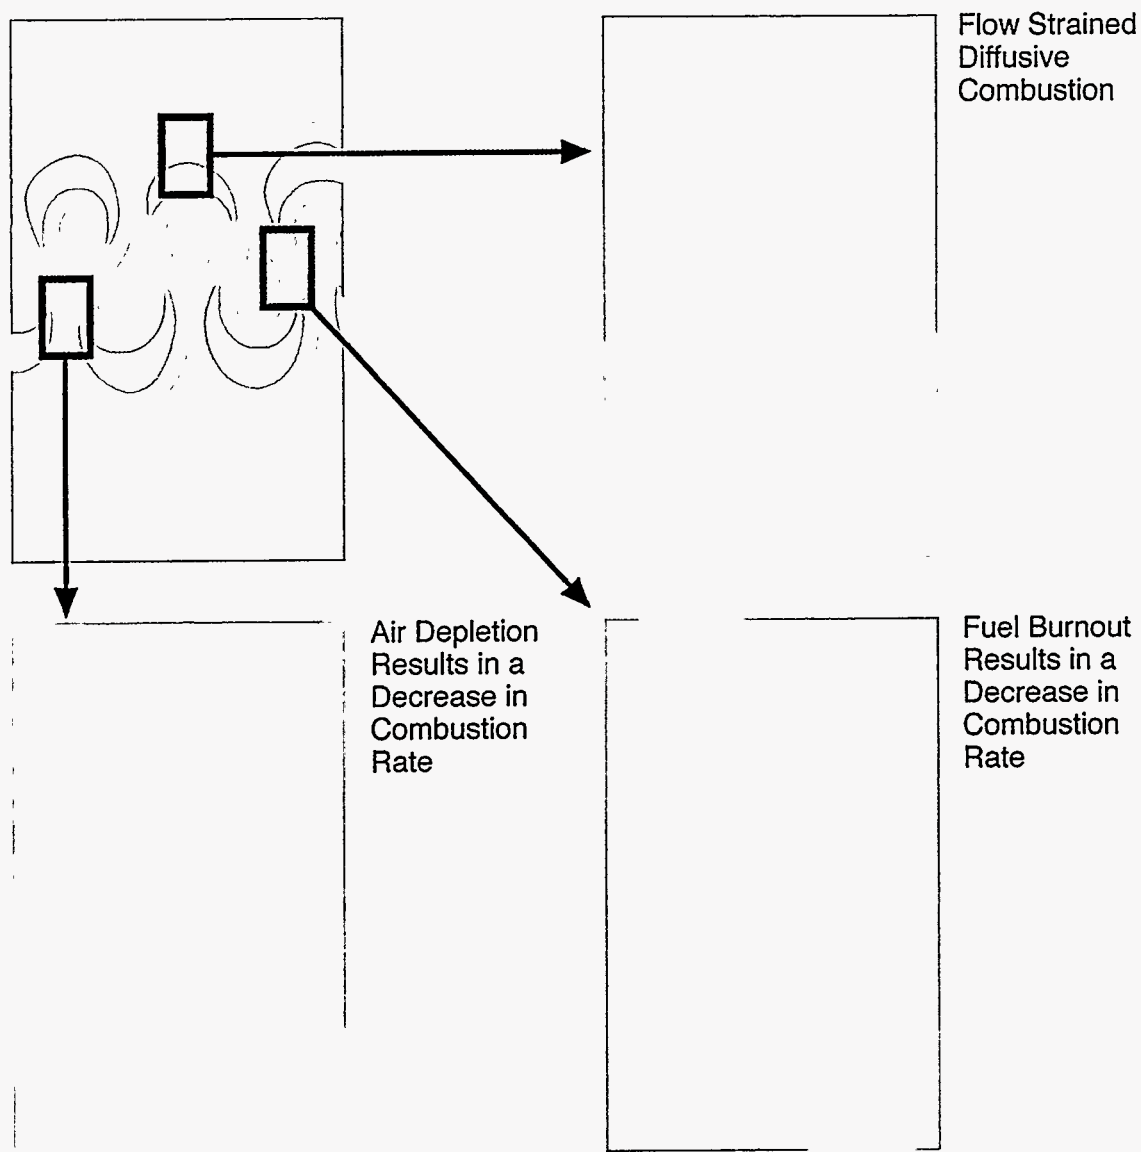 Flow Strained
Diffusive
Combustion
Air Depletion
Results in a
Decrease in
Combustion
Rate
Fuel Burnout
Results in a
Decrease in
Combustion
Rate